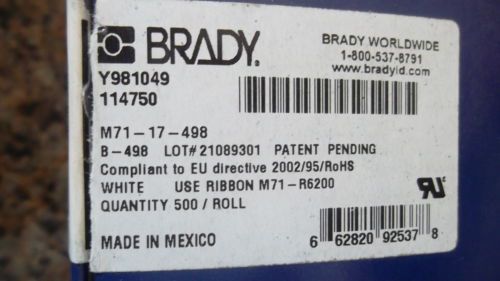 BRADY.
BRADY WORLDWIDE
1-800-537-8791
www.bradyid.com
Y981049
114750
M71-17-498
B-498 LOT# 21089301 PATENT PENDING
Compliant to EU directive 2002/95/RoHS
WHITE USE RIBBON M71-R6200
QUANTITY 500 / ROLL
MADE IN MEXICO
6 62820 92537 8